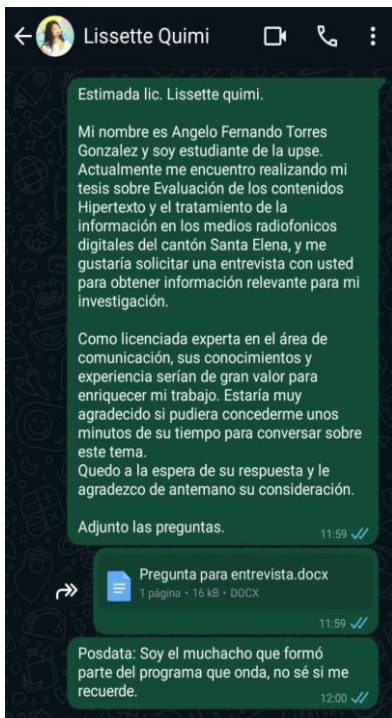 Lissette Quimi
Estimada lic. Lissette quimi.
Mi nombre es Angelo Fernando Torres
Gonzalez y soy estudiante de la upse.
Actualmente me encuentro realizando mi
tesis sobre Evaluación de los contenidos
Hipertexto y el tratamiento de la
información en los medios radiofonicos
digitales del cantón Santa Elena, y me
gustaría solicitar una entrevista con usted
para obtener información relevante para mi
investigación.
Como licenciada experta en el área de
comunicación, sus conocimientos y
experiencia serían de gran valor para
enriquecer mi trabajo. Estaría muy
agradecido si pudiera concederme unos
minutos de su tiempo para conversar sobre
este tema.
Quedo a la espera de su respuesta y le
agradezco de antemano su consideración.
Adjunto las preguntas.
11:59
Pregunta para entrevista.docx
1 página • 16 kB • DOCX
11:59
Posdata: Soy el muchacho que formó
parte del programa que onda, no sé si me
recuerde.
12:00